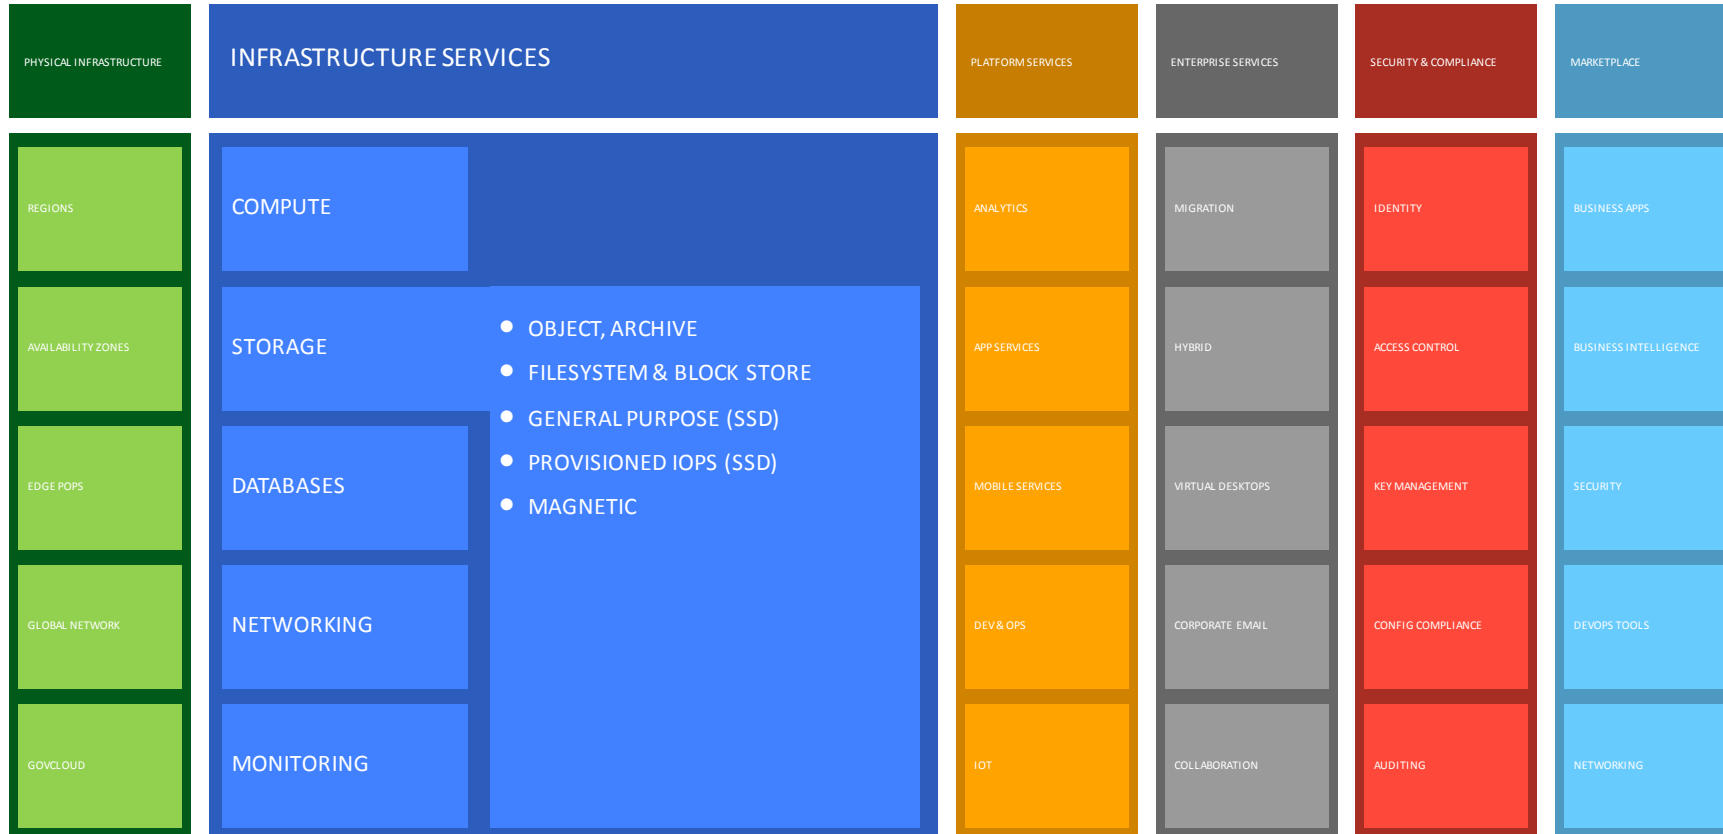 PHYSICAL INFRASTRUCTURE
INFRASTRUCTURE SERVICES
PLATFORM SERVICES
ENTERPRISE SERVICES
SECURITY & COMPLIANCE
MARKETPLACE
REGIONS
AVAILABILITY ZONES
EDGE POPS
GLOBAL NETWORK
GOVCLOUD
COMPUTE
STORAGE
DATABASES
NETWORKING
MONITORING
● OBJECT, ARCHIVE
● FILESYSTEM & BLOCK STORE
● GENERAL PURPOSE (SSD)
● PROVISIONED IOPS (SSD)
● MAGNETIC
ANALYTICS
APP SERVICES
MOBILE SERVICES
DEV & OPS
IOT
MIGRATION
HYBRID
VIRTUAL DESKTOPS
CORPORATE EMAIL
COLLABORATION
IDENTITY
ACCESS CONTROL
KEY MANAGEMENT
CONFIG COMPLIANCE
AUDITING
BUSINESS APPS
BUSINESS INTELLIGENCE
SECURITY
DEVOPS TOOLS
NETWORKING